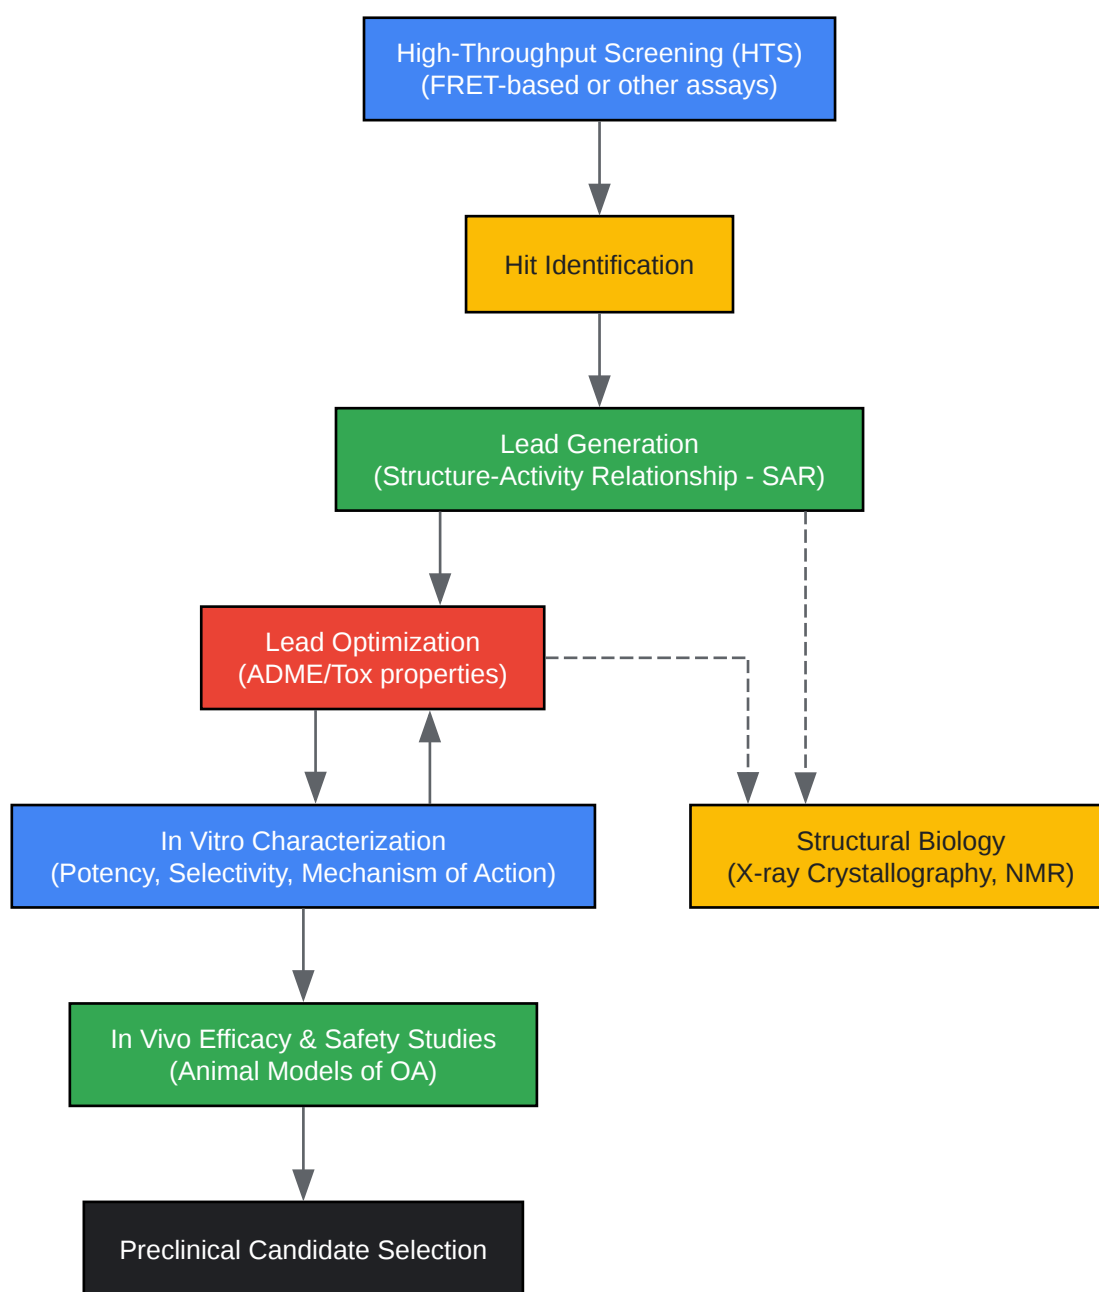 High-Throughput Screening (HTS)
(FRET-based or other assays)
Hit Identification
Lead Generation
(Structure-Activity Relationship - SAR)
Lead Optimization
(ADME/Tox properties)
In Vitro Characterization
(Potency, Selectivity, Mechanism of Action)
Structural Biology
(X-ray Crystallography, NMR)
In Vivo Efficacy & Safety Studies
(Animal Models of OA)
Preclinical Candidate Selection